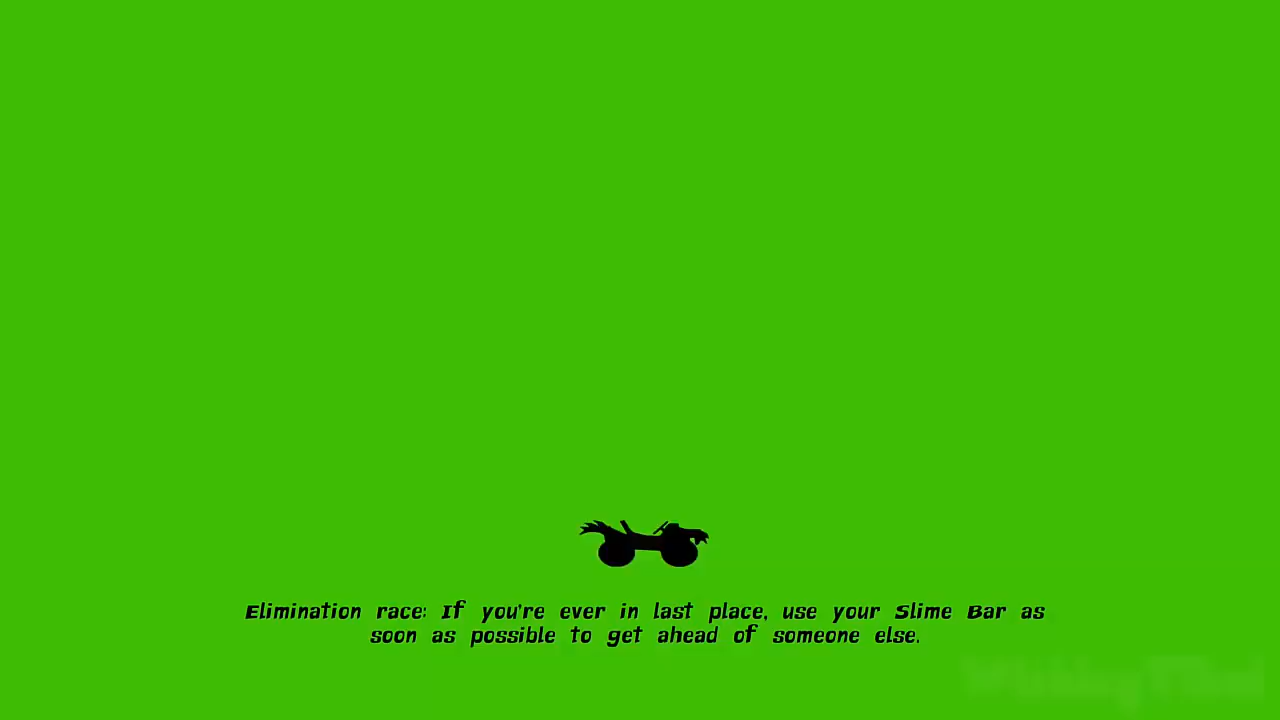 Elimination race: If you're ever in last place, use your Slime Bar as
soon as possible to get ahead of someone else.